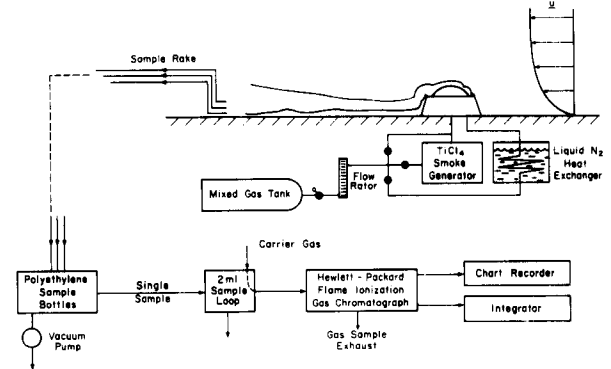 u
Sample Rake
TiCl4
Smoke
Generator
Liquid N2
Heat
Exchanger
Flow
Rator
Mixed Gas Tank
Carrier Gas
Polyethylene
Sample
Bottles
Single
Sample
2ml
Sample
Loop
Hewlett - Packard
Flame Ionization
Gas Chromatograph
Chart Recorder
Integrator
Vacuum
Pump
Gas Sample
Exhaust